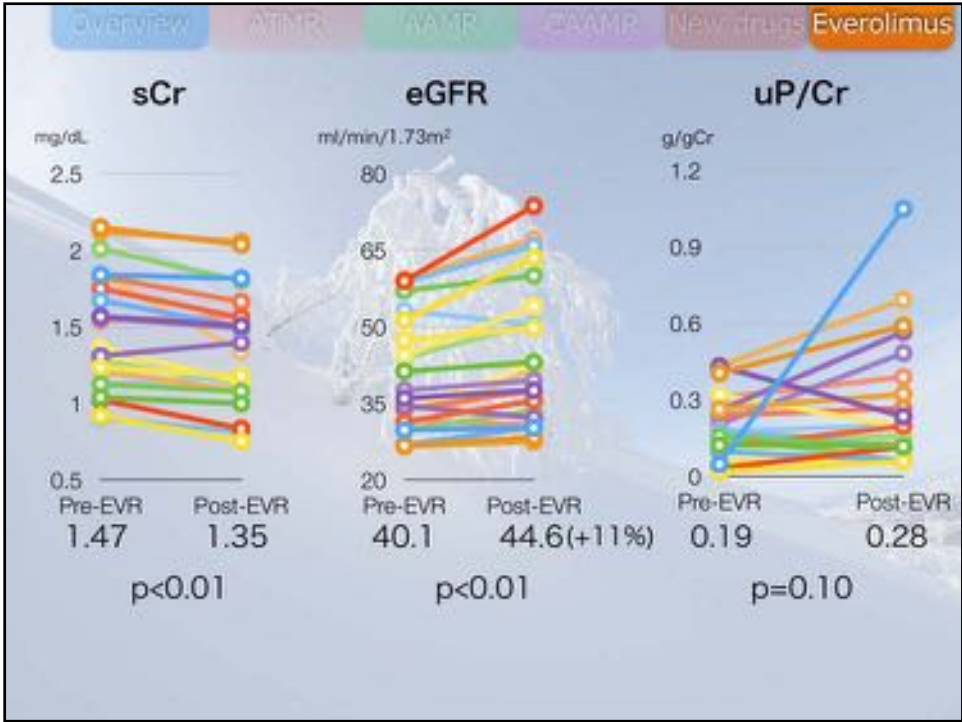 Overview ATMR AAMR CAAMR New drugs Everolimus
sCr eGFR uP/Cr
mg/dL ml/min/1.73m² g/gCr
2.5 80 1.2
2 65 0.9
1.5 50 0.6
1 35 0.3
0.5 20 0
Pre-EVR Post-EVR Pre-EVR Post-EVR Pre-EVR Post-EVR
1.47 1.35 40.1 44.6(+11%) 0.19 0.28
p<0.01 p<0.01 p=0.10